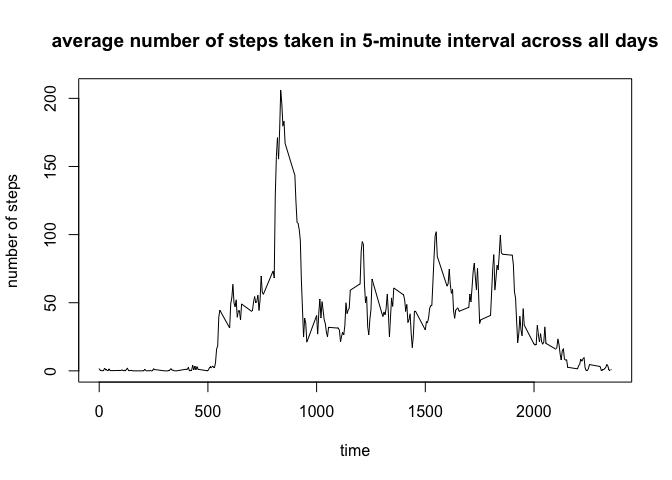 average number of steps taken in 5-minute interval across all days
number of steps
200
150
100
50
0
0 500 1000 1500 2000
time